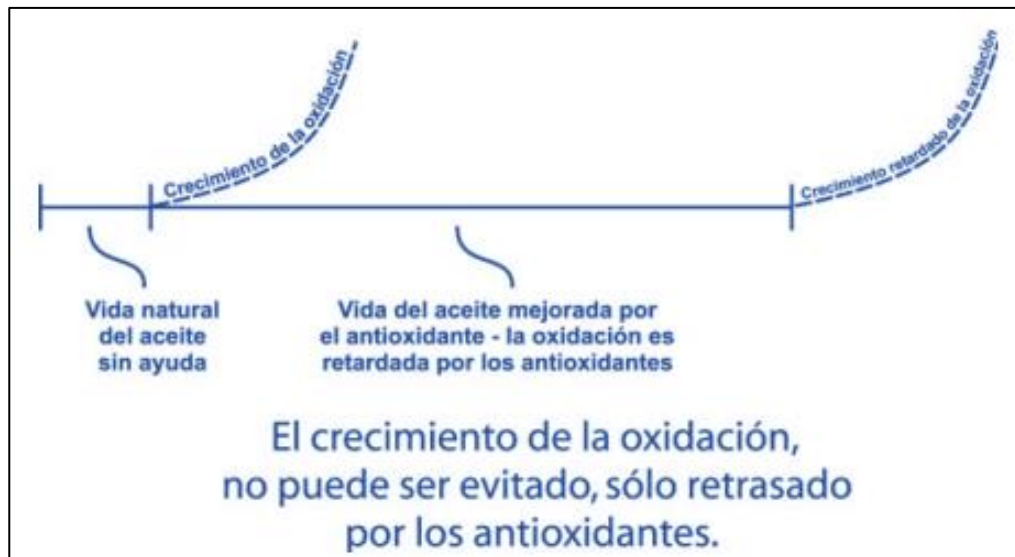 Crecimiento de la oxidación
Crecimiento retardado de la oxidación
Vida natural
del aceite
sin ayuda
Vida del aceite mejorada por
el antioxidante - la oxidación es
retardada por los antioxidantes
El crecimiento de la oxidación,
no puede ser evitado, sólo retrasado
por los antioxidantes.